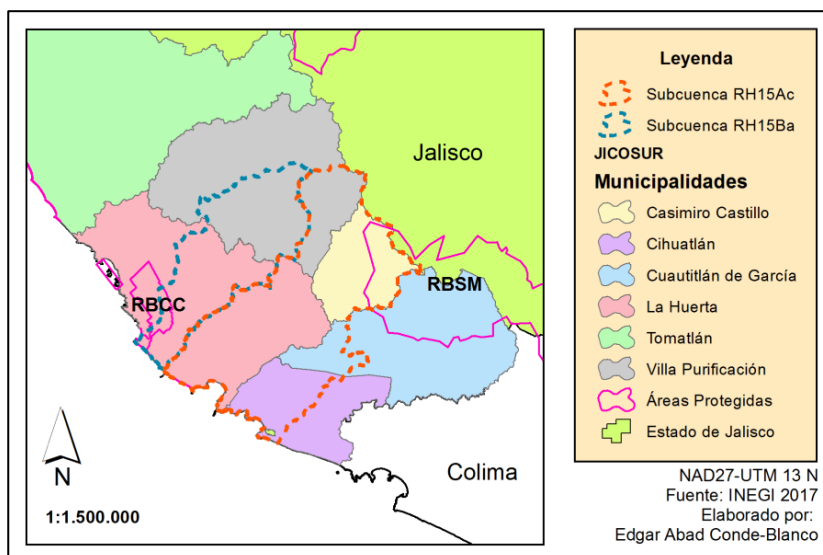 Jalisco
RBCC
RBSM
Colima
N
1:1.500.000
Leyenda
Subcuenca RH15Ac
Subcuenca RH15Ba
JICOSUR
Municipalidades
Casimiro Castillo
Cihuatlán
Cuautitlán de García
La Huerta
Tomatlán
Villa Purificación
Áreas Protegidas
Estado de Jalisco
NAD27-UTM 13 N
Fuente: INEGI 2017
Elaborado por:
Edgar Abad Conde-Blanco